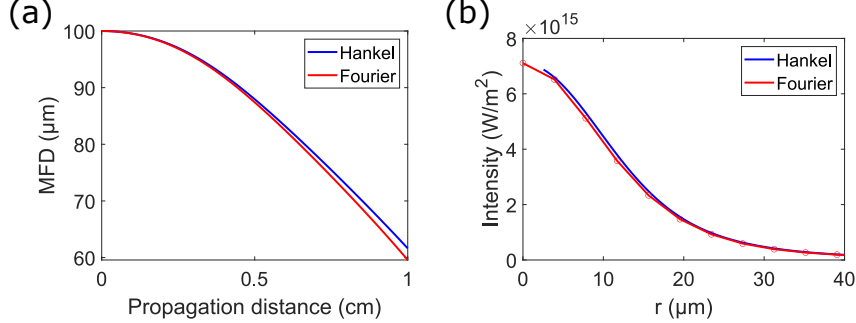 (a)
100
90
80
70
60
MFD (μm)
0
0.5
1
Propagation distance (cm)
Hankel
Fourier
(b)
× 10¹⁵
8
6
4
2
0
Intensity (W/m²)
0
10
20
30
40
r (μm)
Hankel
Fourier